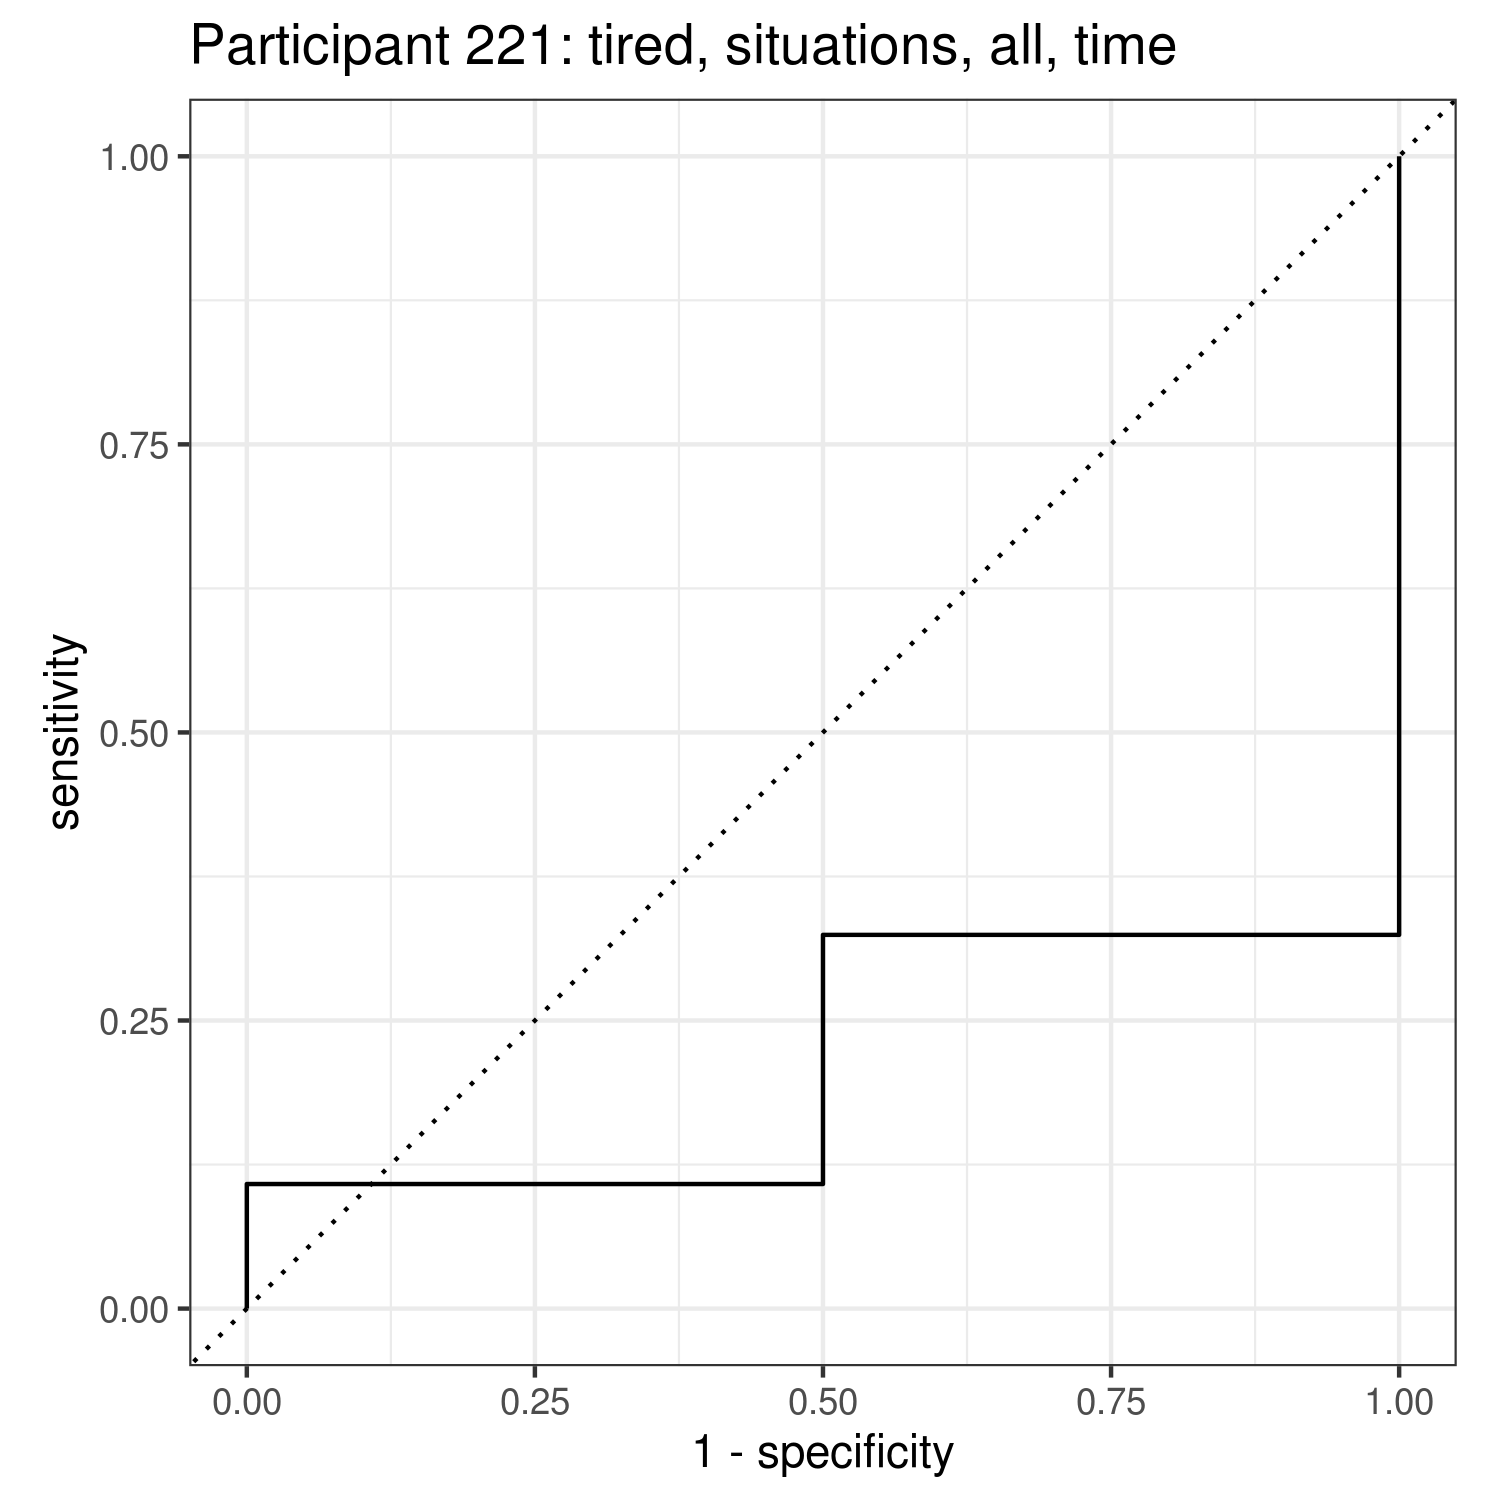 Participant 221: tired, situations, all, time
1.00
0.75
0.50
0.25
0.00
sensitivity
0.00 0.25 0.50 0.75 1.00
1 - specificity